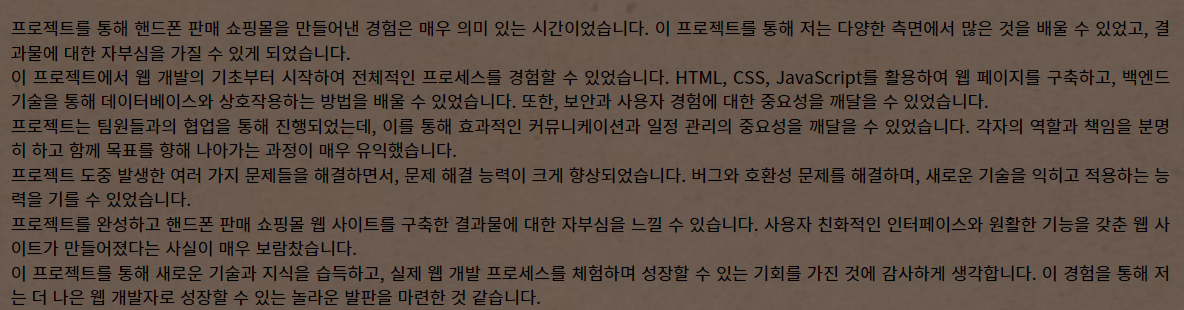 프로젝트를 통해 핸드폰 판매 쇼핑몰을 만들어낸 경험은 매우 의미 있는 시간이었습니다. 이 프로젝트를 통해 저는 다양한 측면에서 많은 것을 배울 수 있었고, 결
과물에 대한 자부심을 가질 수 있게 되었습니다.
이 프로젝트에서 웹 개발의 기초부터 시작하여 전체적인 프로세스를 경험할 수 있었습니다. HTML, CSS, JavaScript를 활용하여 웹 페이지를 구축하고, 백엔드
기술을 통해 데이터베이스와 상호작용하는 방법을 배울 수 있었습니다. 또한, 보안과 사용자 경험에 대한 중요성을 깨달을 수 있었습니다.
프로젝트는 팀원들과의 협업을 통해 진행되었는데, 이를 통해 효과적인 커뮤니케이션과 일정 관리의 중요성을 깨달을 수 있었습니다. 각자의 역할과 책임을 분명
히 하고 함께 목표를 향해 나아가는 과정이 매우 유익했습니다.
프로젝트 도중 발생한 여러 가지 문제들을 해결하면서, 문제 해결 능력이 크게 향상되었습니다. 버그와 호환성 문제를 해결하며, 새로운 기술을 익히고 적용하는 능
력을 기를 수 있었습니다.
프로젝트를 완성하고 핸드폰 판매 쇼핑몰 웹 사이트를 구축한 결과물에 대한 자부심을 느낄 수 있습니다. 사용자 친화적인 인터페이스와 원활한 기능을 갖춘 웹 사
이트가 만들어졌다는 사실이 매우 보람찼습니다.
이 프로젝트를 통해 새로운 기술과 지식을 습득하고, 실제 웹 개발 프로세스를 체험하며 성장할 수 있는 기회를 가진 것에 감사하게 생각합니다. 이 경험을 통해 저
는 더 나은 웹 개발자로 성장할 수 있는 놀라운 발판을 마련한 것 같습니다.